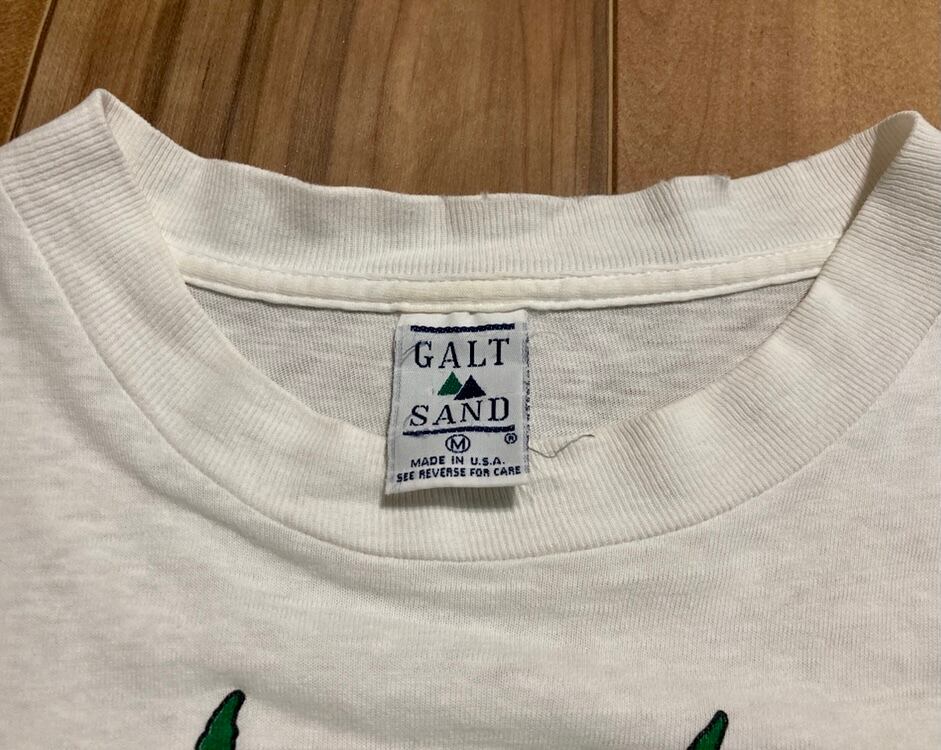 GALT
SAND
M ®
MADE IN U.S.A.
SEE REVERSE FOR CARE